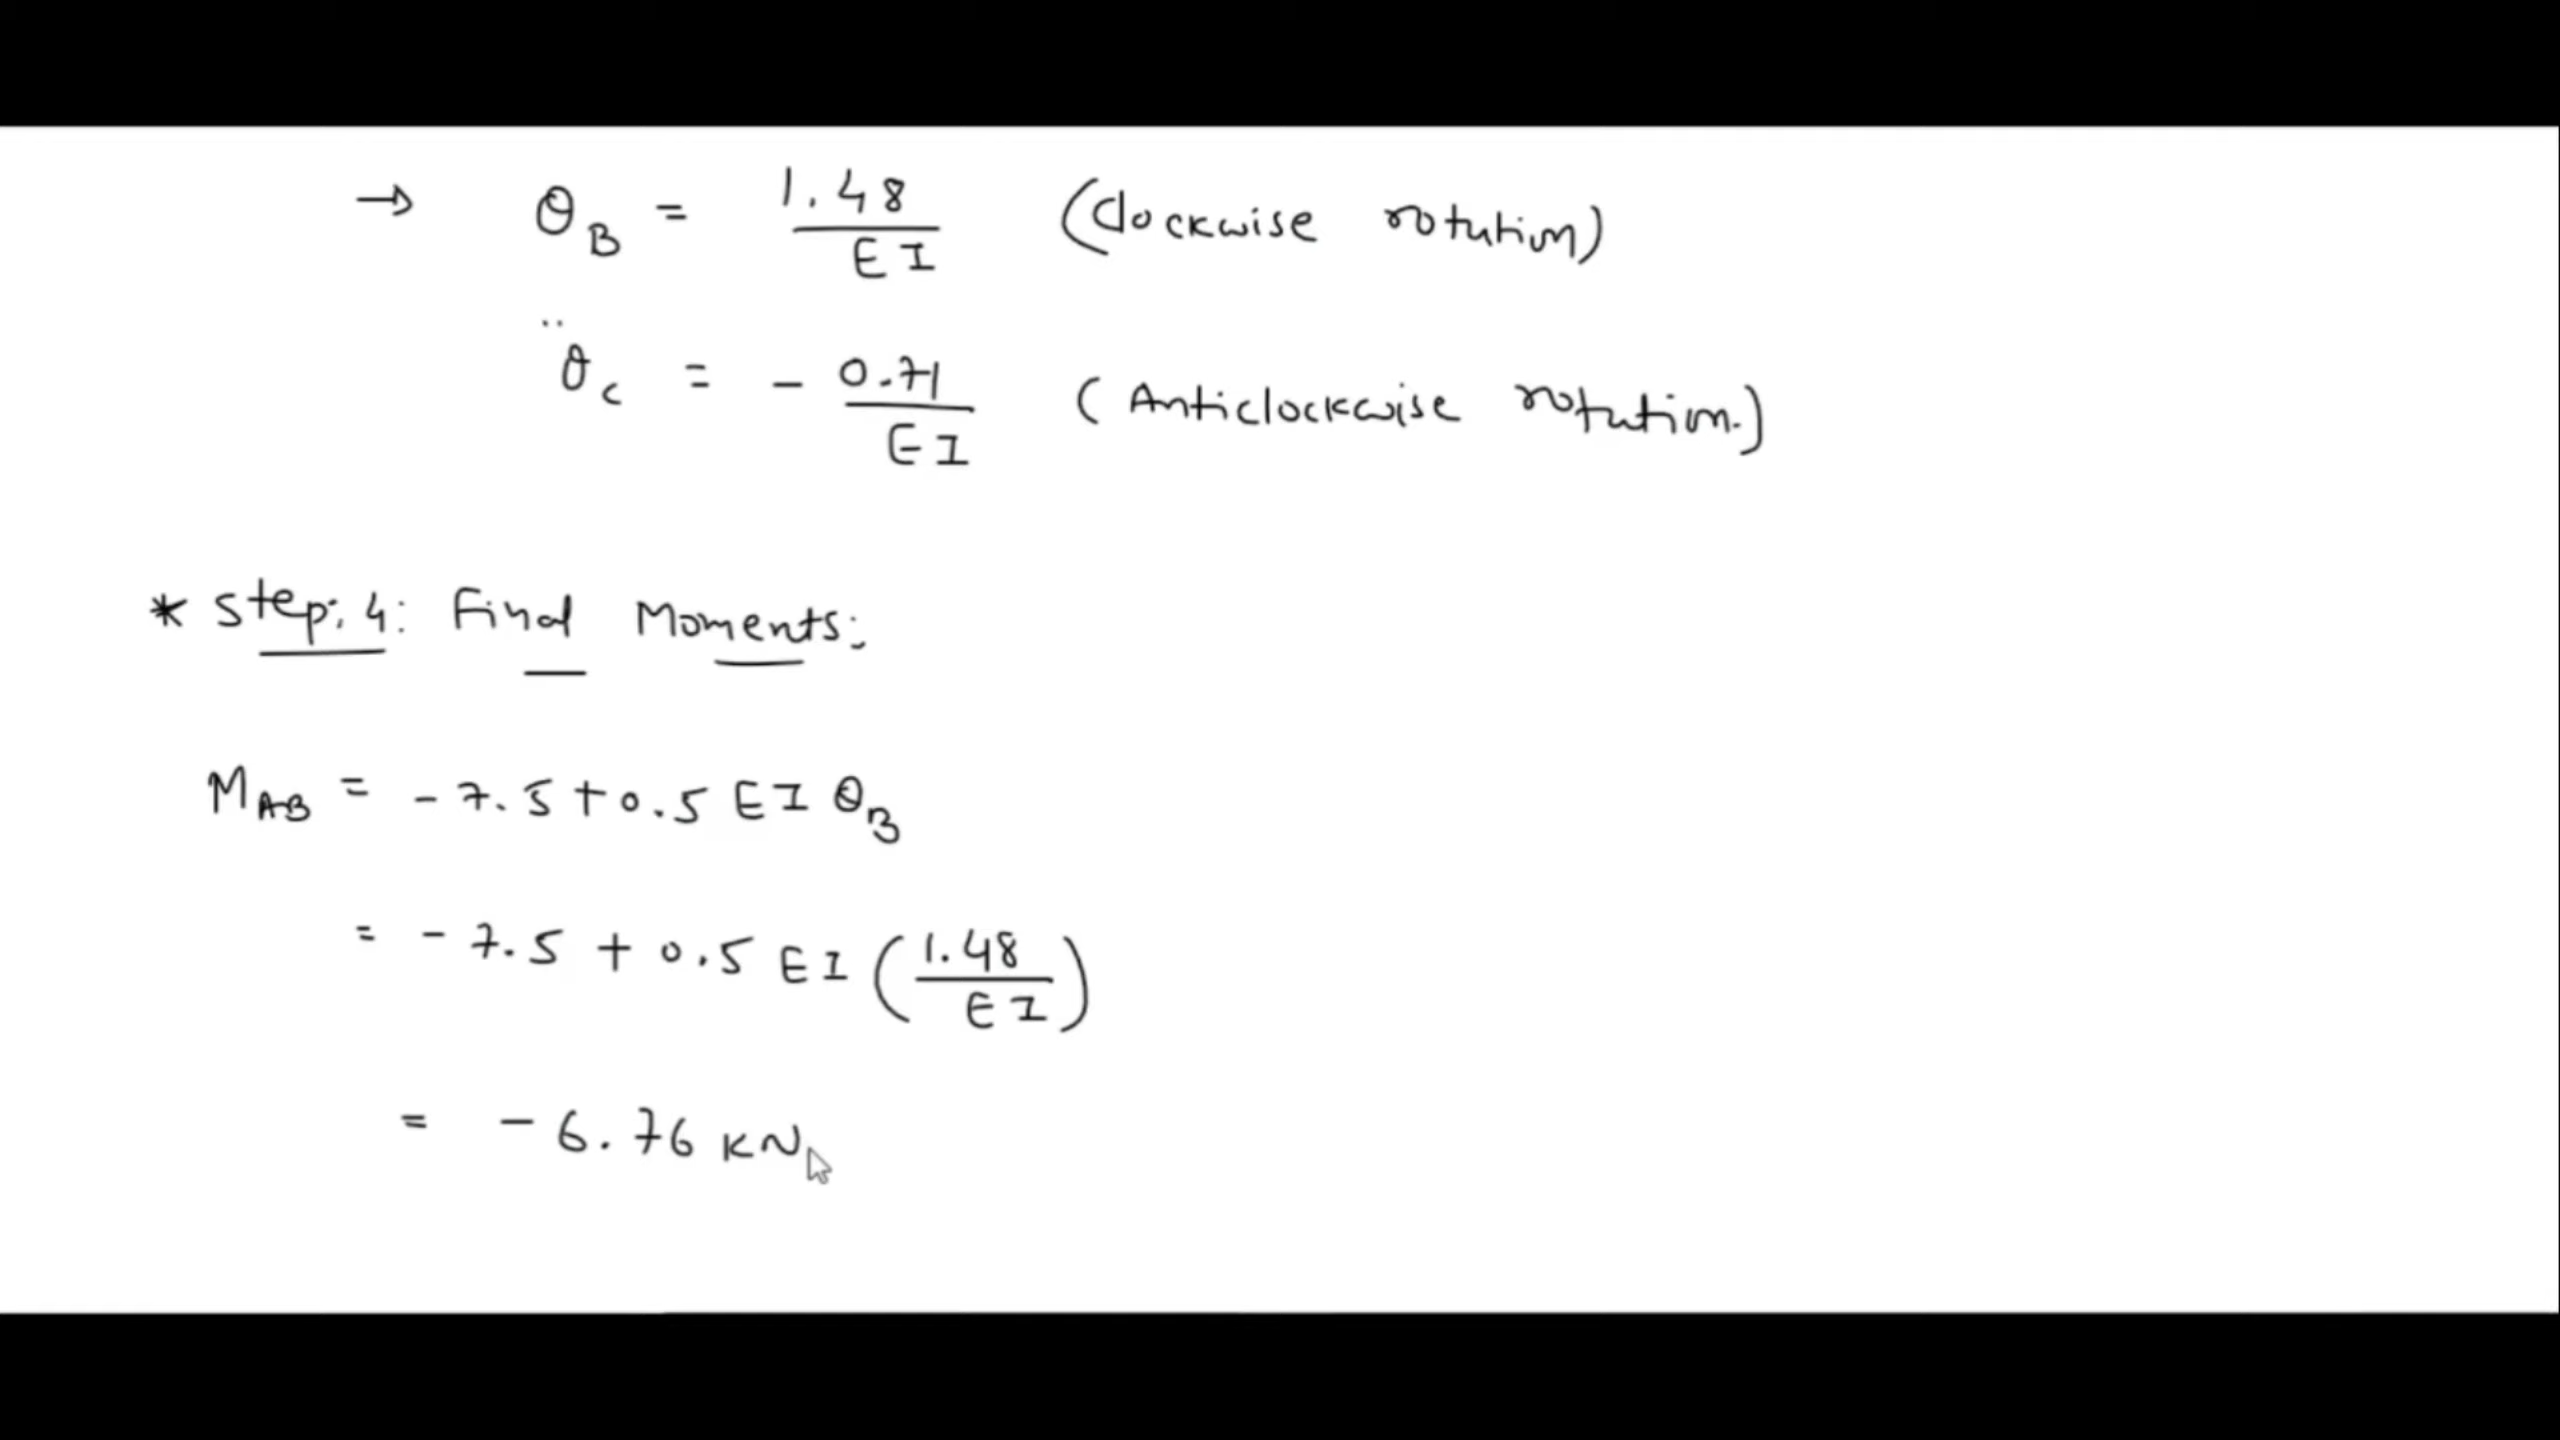 → θB = 1.48/EI (Clockwise rotation)
θc = - 0.71/EI (Anticlockwise rotation.)
* Step: 4: Final Moments:
MAB = - 7.5 + 0.5 EI θB
= - 7.5 + 0.5 EI (1.48/EI)
= - 6.76 KN